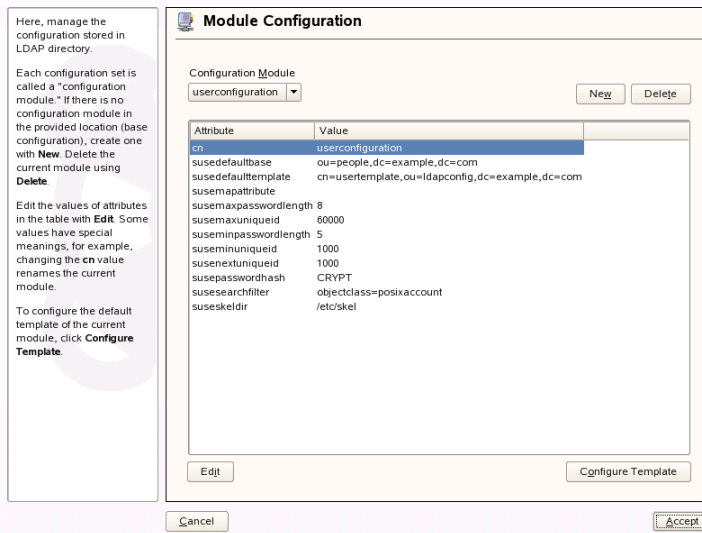 Here, manage the
configuration stored in
LDAP directory.
Each configuration set is
called a "configuration
module." If there is no
configuration module in
the provided location (base
configuration), create one
with New. Delete the
current module using
Delete.
Edit the values of attributes
in the table with Edit. Some
values have special
meanings, for example,
changing the cn value
renames the current
module.
To configure the default
template of the current
module, click Configure
Template.
Module Configuration
Configuration Module
userconfiguration
New Delete
Attribute Value
cn userconfiguration
susedefaultbase ou=people,dc=example,dc=com
susedefaulttemplate cn=usertemplate,ou=ldapconfig,dc=example,dc=com
susemapattribute
susemaxpasswordlength 8
susemaxuniqueid 60000
suseminpasswordlength 5
suseminuniqueid 1000
susenextuniqueid 1000
susepasswordhash CRYPT
susesearchfilter objectclass=posixaccount
suseskeldir /etc/skel
Edit Configure Template
Cancel Accept